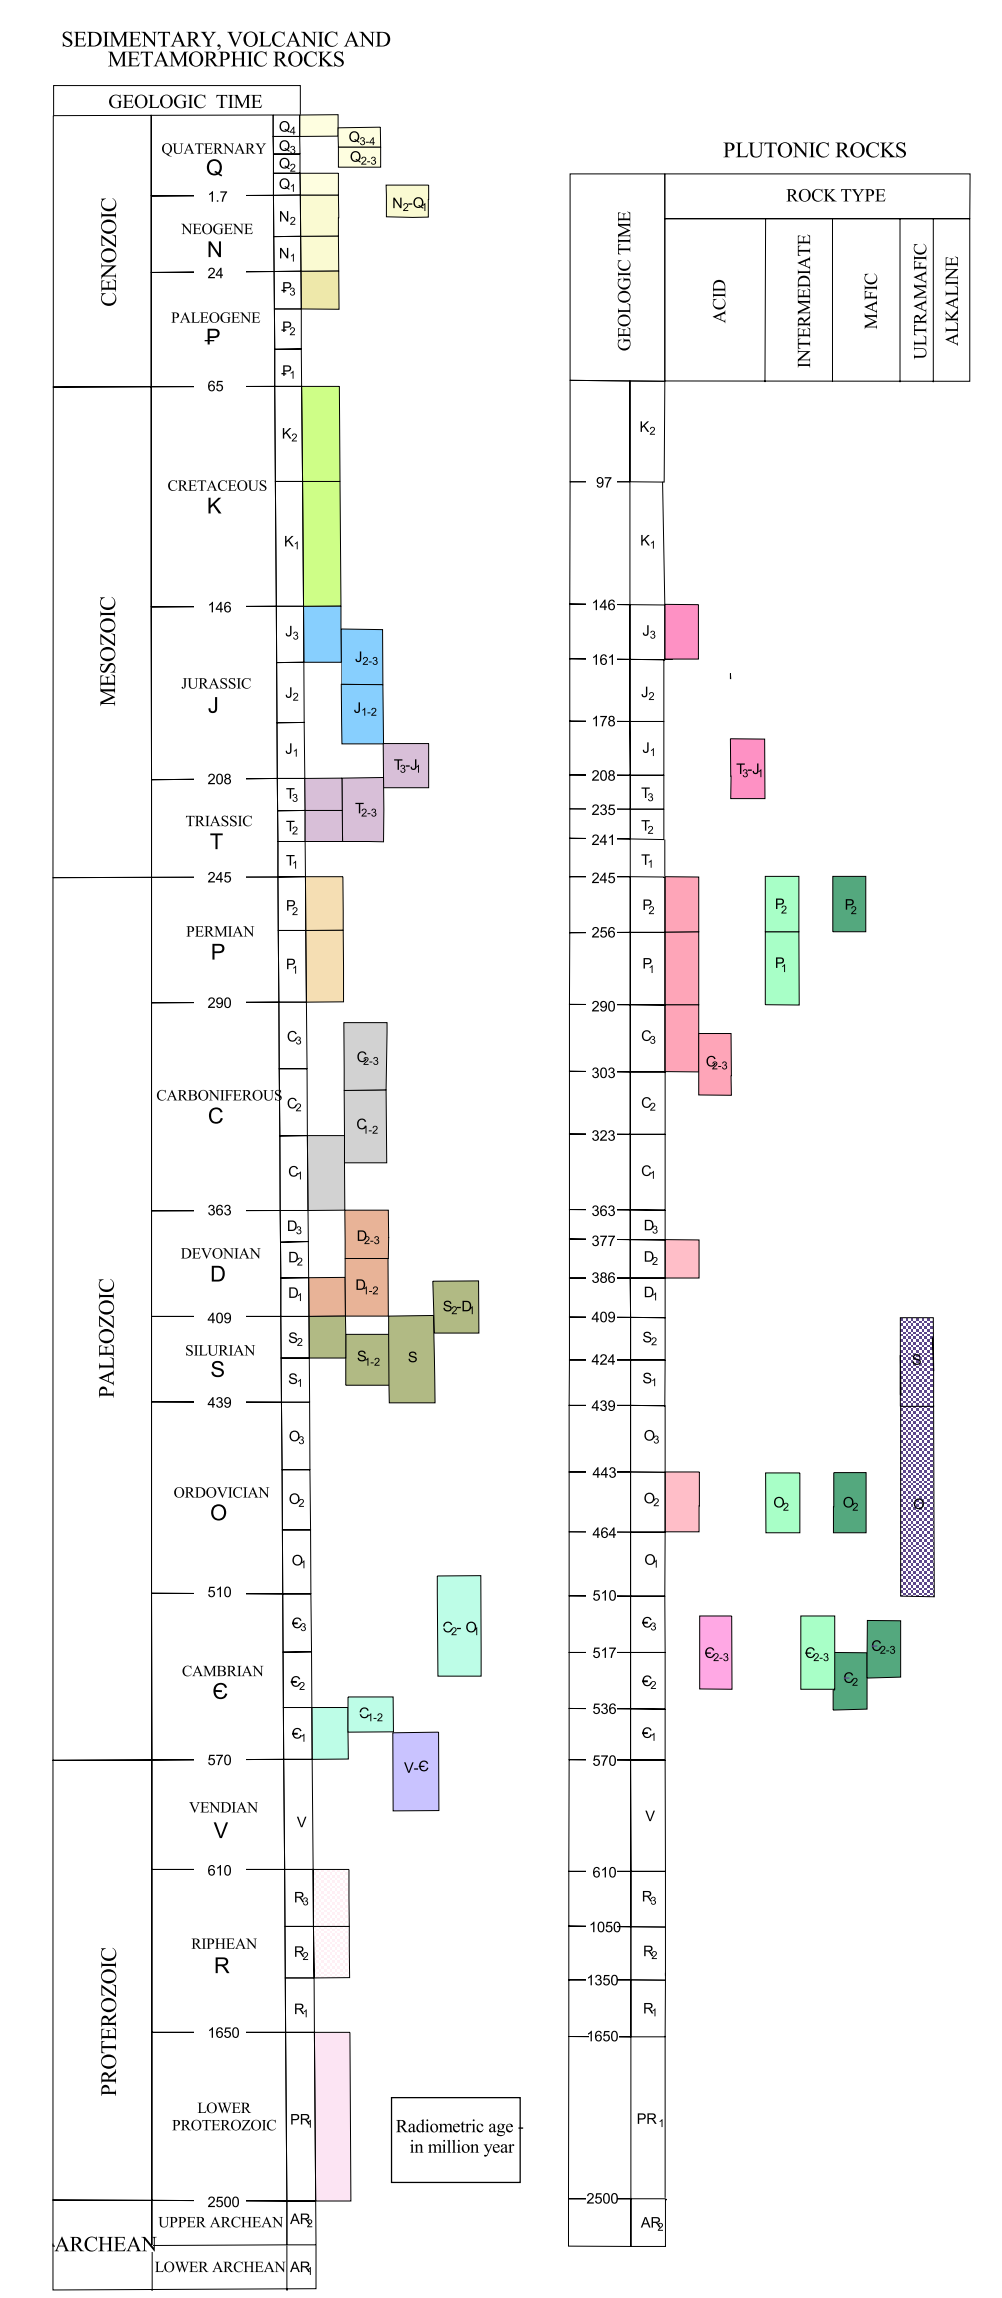 SEDIMENTARY, VOLCANIC AND
METAMORPHIC ROCKS
GEOLOGIC TIME
CENOZOIC
QUATERNARY
Q
Q4
Q3
Q2
Q1
Q3-4
Q2-3
1.7
N2-Q1
NEOGENE
N
N2
N1
24
PALEOGENE
₽
₽3
₽2
₽1
65
MESOZOIC
CRETACEOUS
K
K2
K1
146
JURASSIC
J
J3
J2
J1
J2-3
J1-2
T3-J1
208
TRIASSIC
T
T3
T2
T1
T2-3
245
PALEOZOIC
PERMIAN
P
P2
P1
290
CARBONIFEROUS
C
C3
C2
C1
C2-3
C1-2
363
DEVONIAN
D
D3
D2
D1
D2-3
D1-2
S2-D1
409
SILURIAN
S
S2
S1
S1-2
S
439
ORDOVICIAN
O
O3
O2
O1
510
Є2- O1
CAMBRIAN
Є
Є3
Є2
Є1
Є1-2
570
V-Є
PROTEROZOIC
VENDIAN
V
V
610
RIPHEAN
R
R3
R2
R1
1650
LOWER
PROTEROZOIC
PR1
2500
ARCHEAN
UPPER ARCHEAN
AR2
LOWER ARCHEAN
AR1
Radiometric age -
in million year
PLUTONIC ROCKS
GEOLOGIC TIME
ROCK TYPE
ACID
INTERMEDIATE
MAFIC
ULTRAMAFIC
ALKALINE
K2
97
K1
146
J3
161
J2
178
J1
T3-J1
208
T3
235
T2
241
T1
245
P2
P2
P2
256
P1
P1
290
C3
C2-3
303
C2
323
C1
363
D3
377
D2
386
D1
409
S2
S
424
S1
439
O3
443
O2
O2
O2
O
464
O1
510
Є3
Є2-3
Є2-3
Є2-3
517
Є2
Є2
536
Є1
570
V
610
R3
1050
R2
1350
R1
1650
PR1
2500
AR2